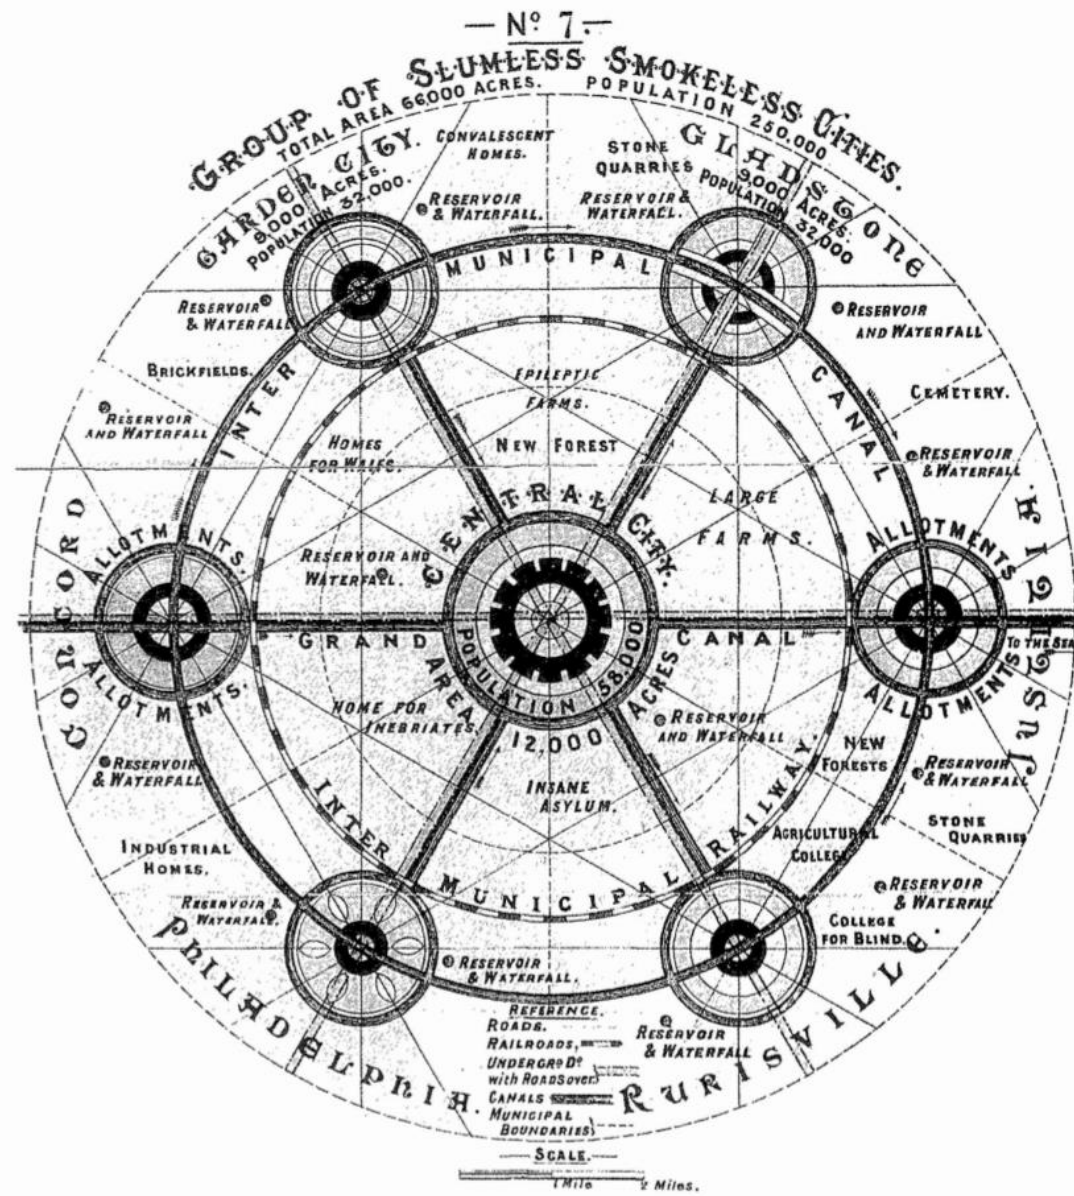 — Nº 7. —
GROUP OF SLUMLESS SMOKELESS CITIES.
TOTAL AREA 66,000 ACRES. POPULATION 250,000
GARDEN CITY.
9,000 ACRES.
POPULATION 32,000.
CONVALESCENT
HOMES.
STONE
QUARRIES
GLADSTONE
9,000 ACRES.
POPULATION 32,000
RESERVOIR
& WATERFALL.
RESERVOIR &
WATERFALL.
INTER MUNICIPAL CANAL
RESERVOIR
& WATERFALL
RESERVOIR
AND WATERFALL
BRICKFIELDS.
EPILEPTIC
FARMS.
CEMETERY.
RESERVOIR
AND WATERFALL
HOMES
FOR WAIFS.
NEW FOREST
RESERVOIR
& WATERFALL
LARGE
FARMS.
CENTRAL CITY.
CONCORD
ALLOTMENTS.
ALLOTMENTS
RESERVOIR AND
WATERFALL.
GRAND CANAL
POPULATION 58,000
TO THE SEA
AREA 12,000 ACRES
ALLOTMENTS.
ALLOTMENTS
HOME FOR
INEBRIATES.
RESERVOIR
AND WATERFALL
NEW
FORESTS
RESERVOIR
& WATERFALL
RESERVOIR
& WATERFALL
INSANE
ASYLUM.
STONE
QUARRIES
INTER MUNICIPAL RAILWAY.
AGRICULTURAL
COLLEGE
INDUSTRIAL
HOMES.
RESERVOIR
& WATERFALL
RESERVOIR &
WATERFALL.
COLLEGE
FOR BLIND.
RESERVOIR
& WATERFALL.
PHILADELPHIA.
RURISVILLE.
RESERVOIR
& WATERFALL
REFERENCE.
ROADS.
RAILROADS,
UNDERGRD Dº
with ROADS over
CANALS
MUNICIPAL
BOUNDARIES
SCALE.
1 Mile
Miles.